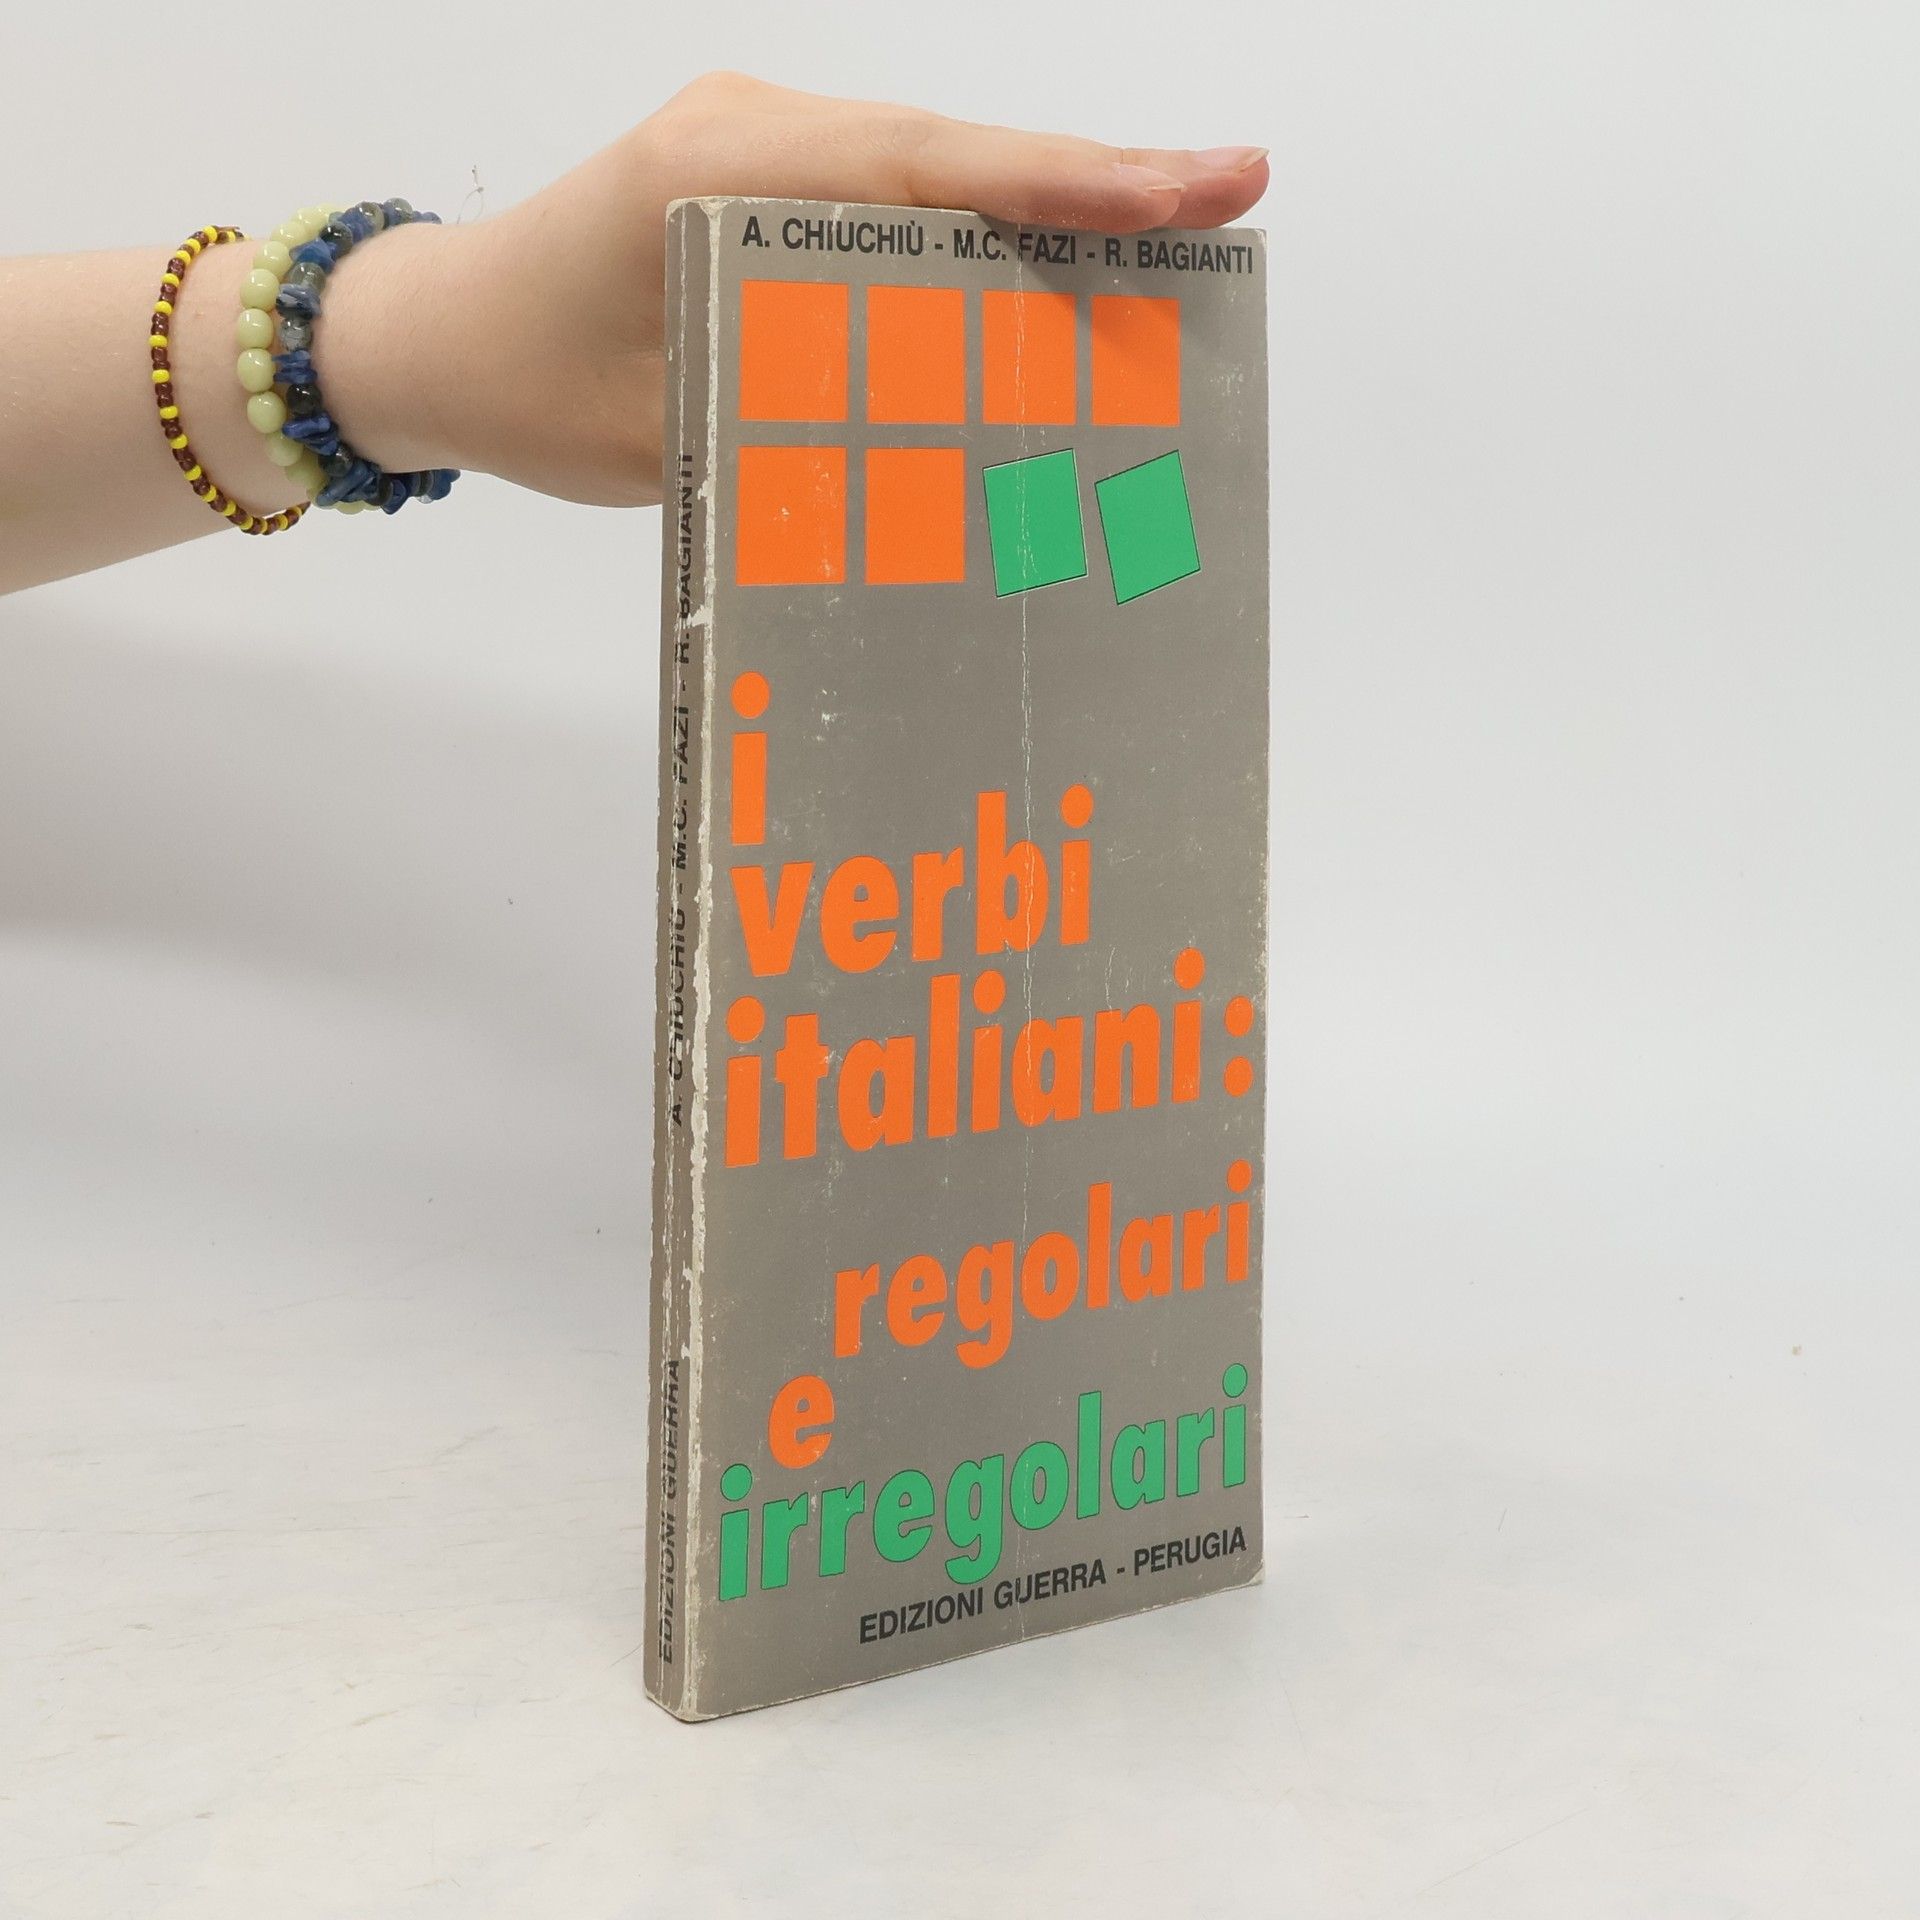 A. CHIUCHIÙ - M.C. FAZI - R. BAGIANTI
i
verbi
italiani:
regolari
e
irregolari
EDIZIONI GUERRA - PERUGIA
EDIZIONI GUERRA A. CHIUCHIÙ - M.C. FAZI - R. BAGIANTI